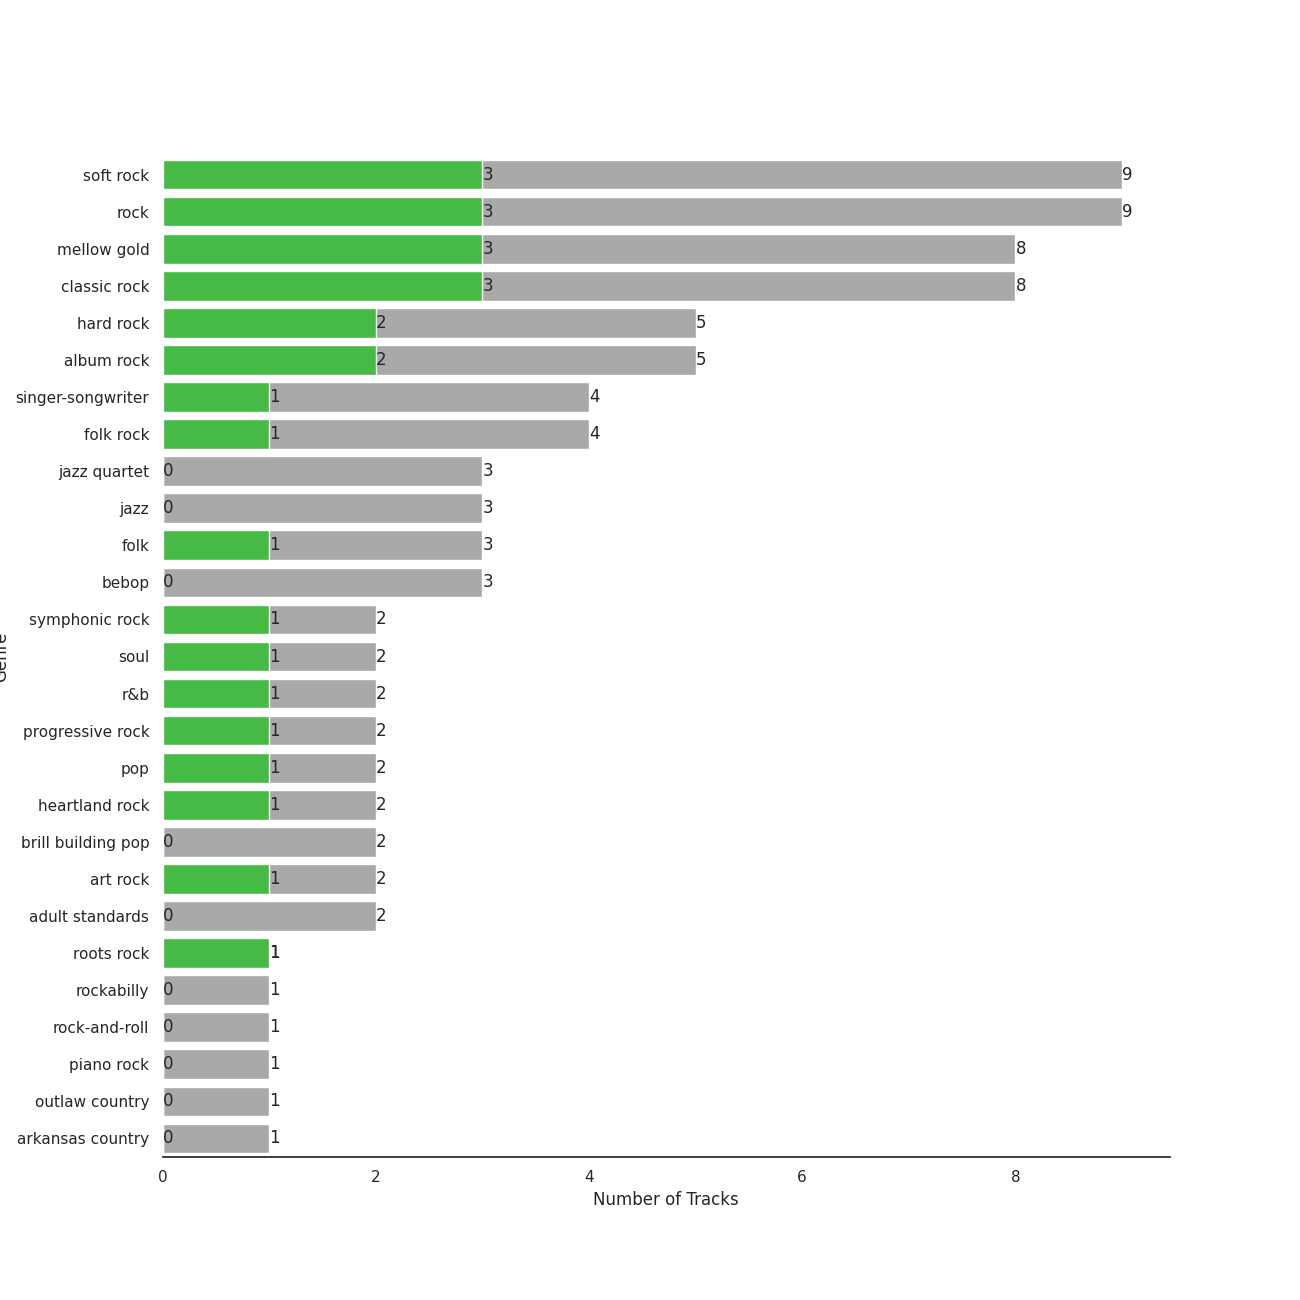 soft rock 3 9
rock 3 9
mellow gold 3 8
classic rock 3 8
hard rock 2 5
album rock 2 5
singer-songwriter 1 4
folk rock 1 4
jazz quartet 0 3
jazz 0 3
folk 1 3
bebop 0 3
symphonic rock 1 2
soul 1 2
r&b 1 2
progressive rock 1 2
pop 1 2
heartland rock 1 2
brill building pop 0 2
art rock 1 2
adult standards 0 2
roots rock 1
rockabilly 0 1
rock-and-roll 0 1
piano rock 0 1
outlaw country 0 1
arkansas country 0 1
0 2 4 6 8
Number of Tracks
Genre